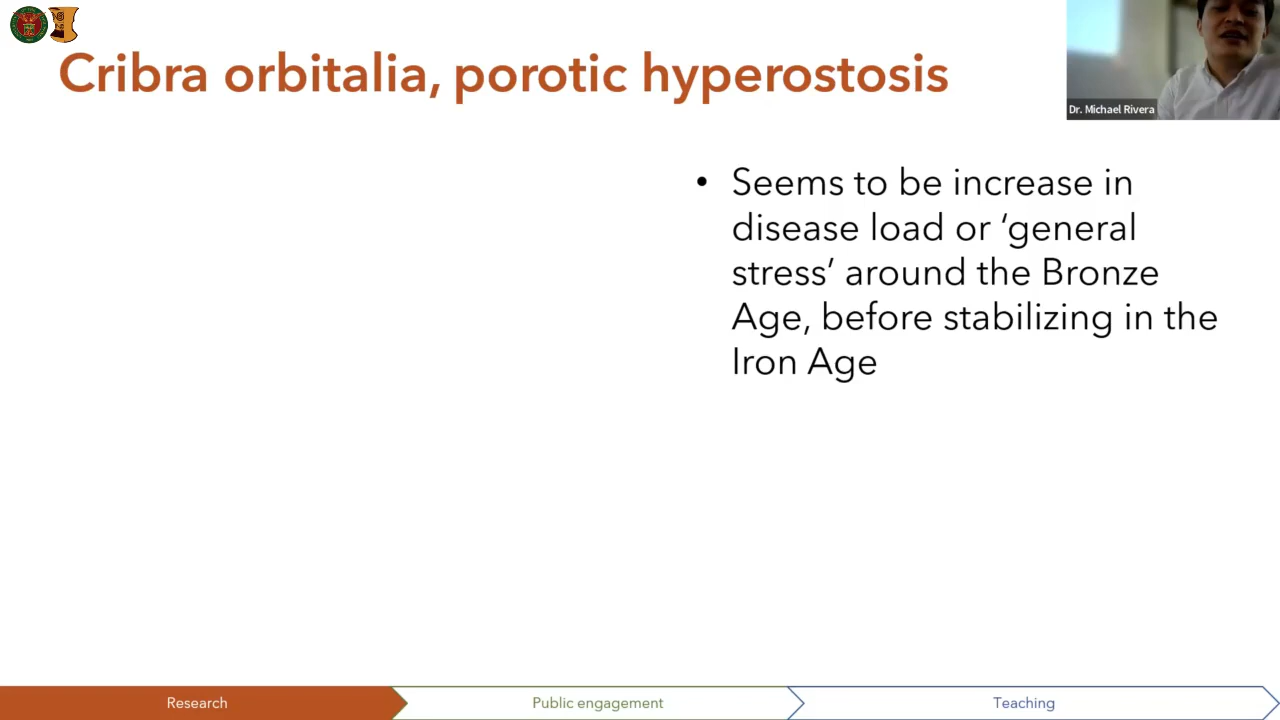 Cribra orbitalia, porotic hyperostosis
Dr. Michael Rivera
• Seems to be increase in
disease load or ‘general
stress’ around the Bronze
Age, before stabilizing in the
Iron Age
Research
Public engagement
Teaching